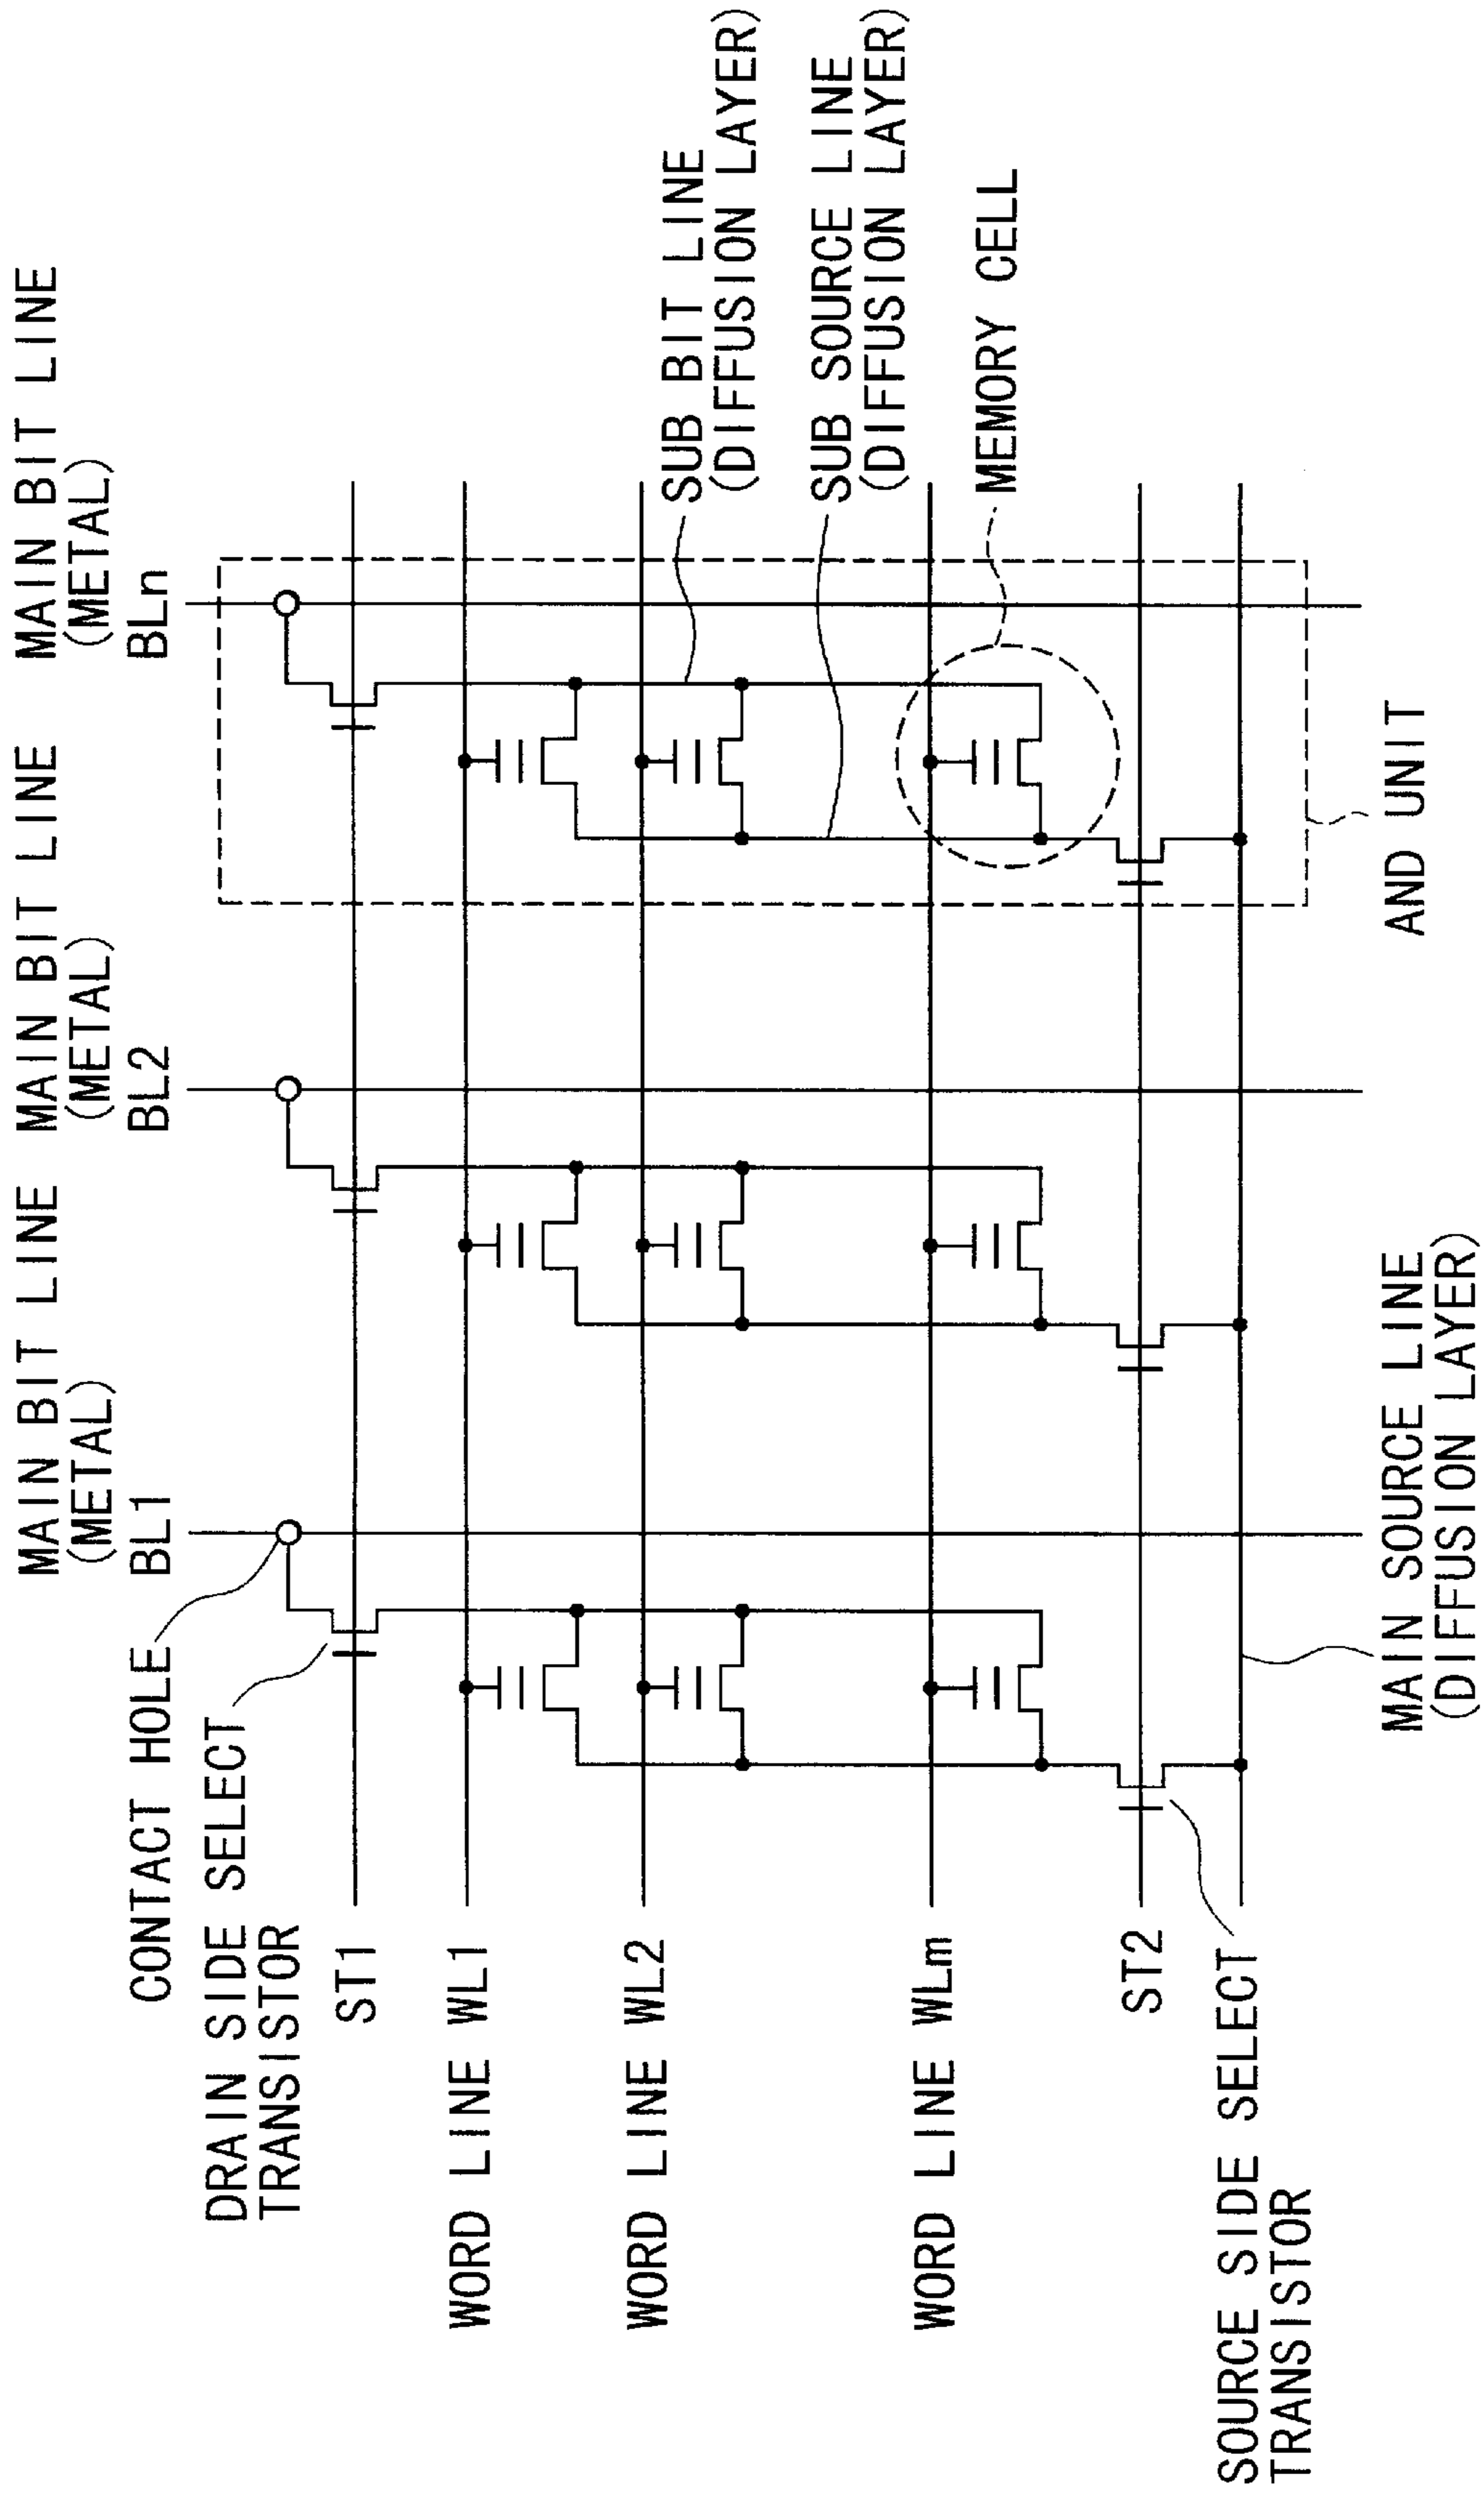 MAIN BIT LINE
(METAL)
BL1
MAIN BIT LINE
(METAL)
BL2
MAIN BIT LINE
(METAL)
BLn
CONTACT HOLE
DRAIN SIDE SELECT
TRANSISTOR
ST1
WORD LINE WL1
WORD LINE WL2
WORD LINE WLm
ST2
SOURCE SIDE SELECT
TRANSISTOR
SUB BIT LINE
(DIFFUSION LAYER)
SUB SOURCE LINE
(DIFFUSION LAYER)
MEMORY CELL
MAIN SOURCE LINE
(DIFFUSION LAYER)
AND UNIT